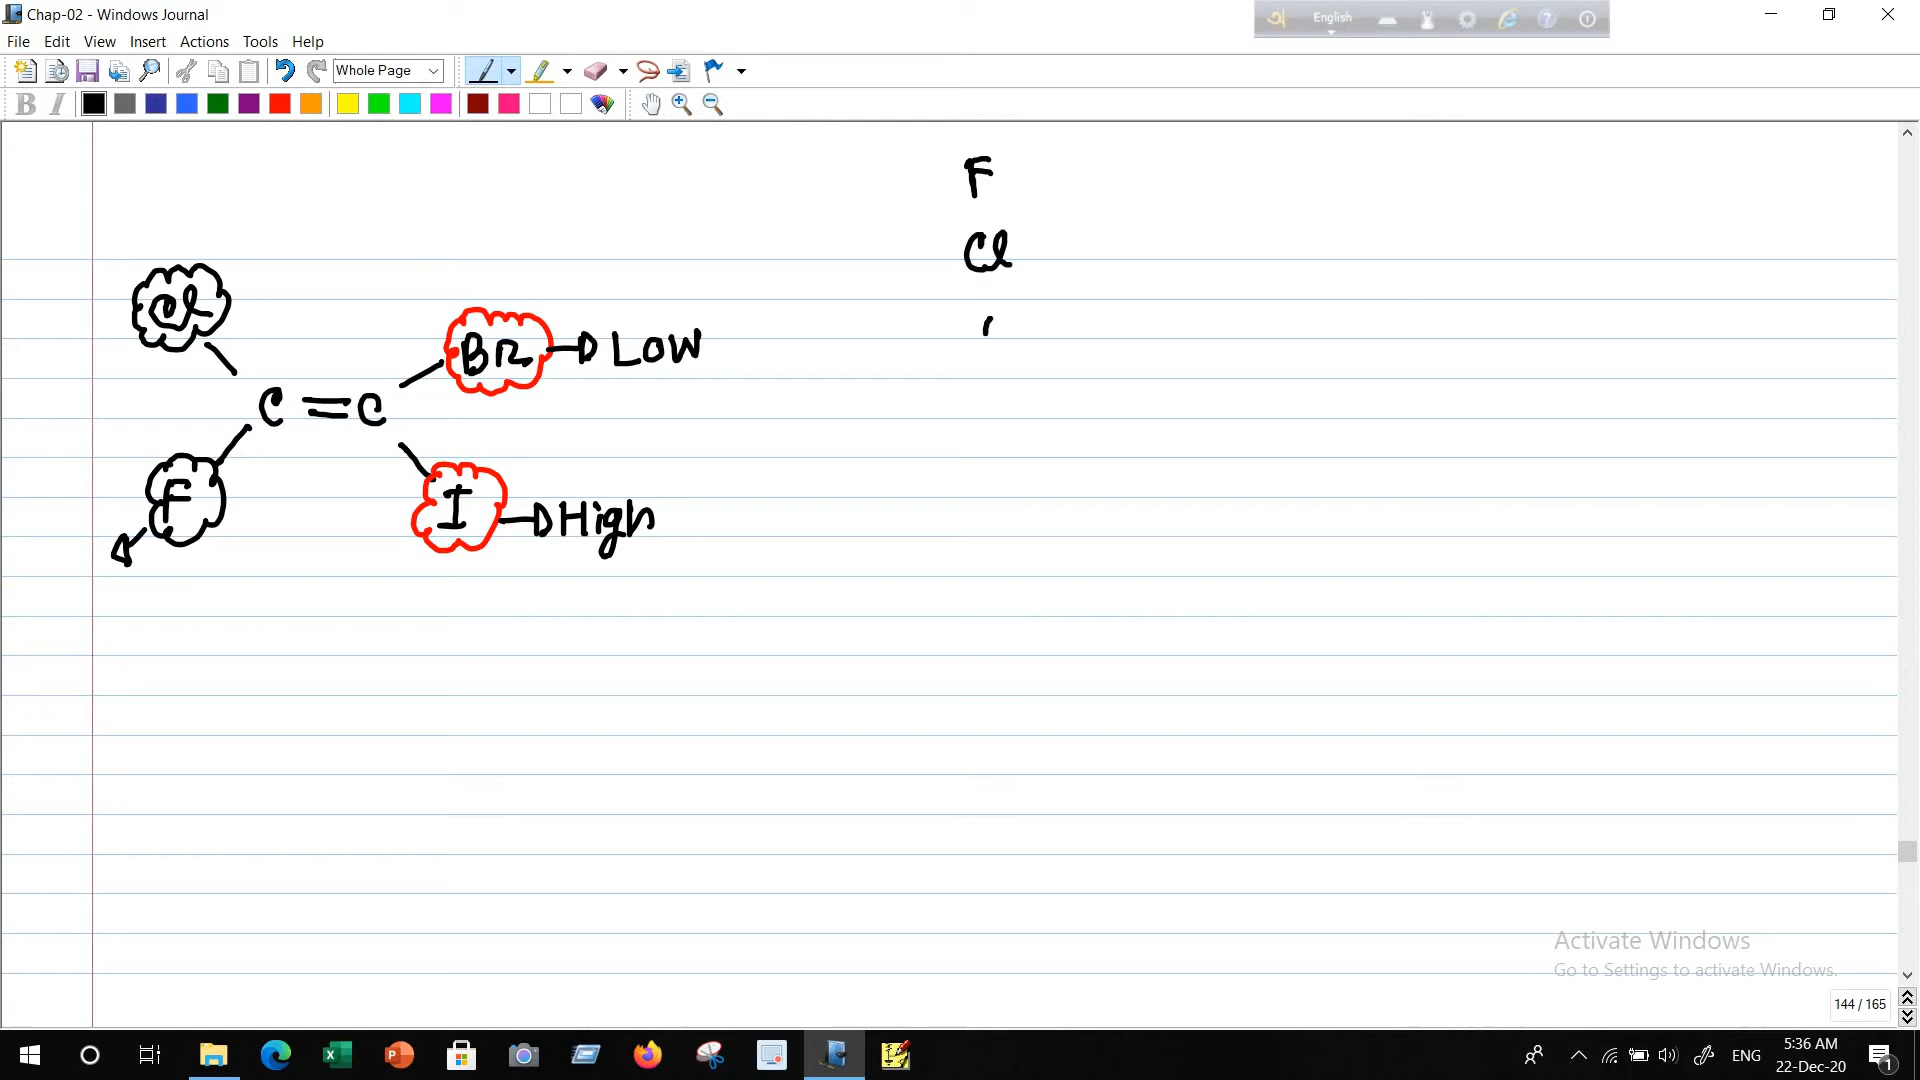 Chap-02 - Windows Journal
English
File Edit View Insert Actions Tools Help
Whole Page
B I
F
Cl
Cl
Br Low
C = C
F
I High
Activate Windows
Go to Settings to activate Windows.
144 / 165
ENG
5:36 AM
22-Dec-20
1